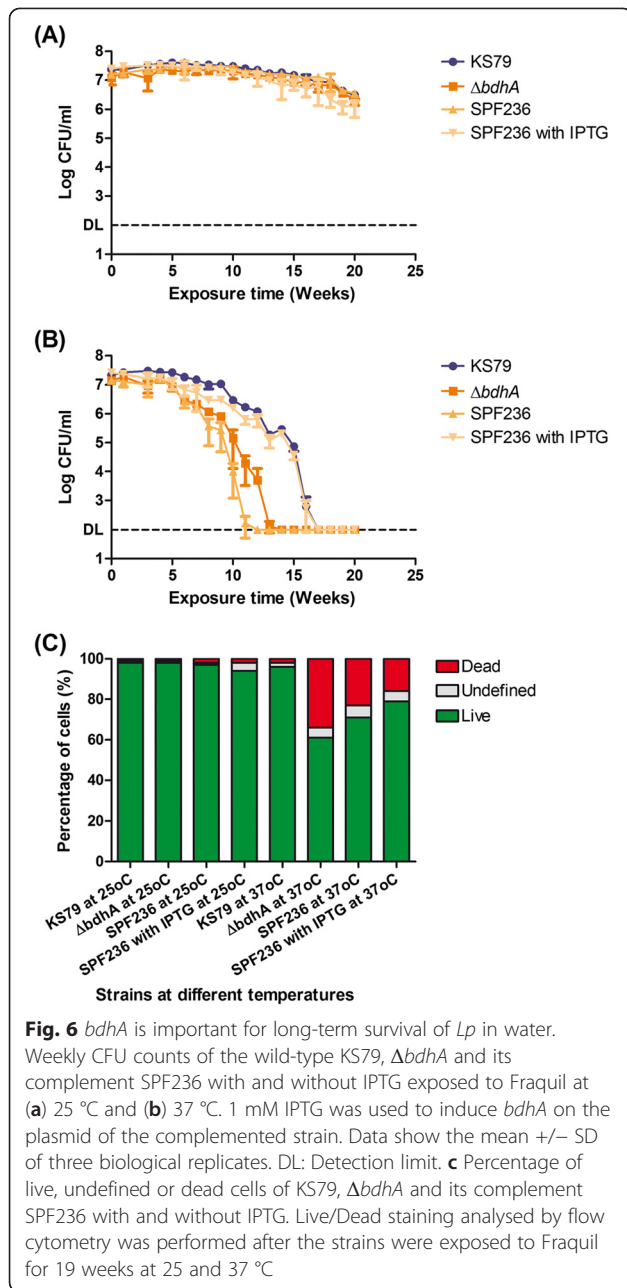 (A)
8
7
6
5
4
3
DL
1
Log CFU/ml
0 5 10 15 20 25
Exposure time (Weeks)
KS79
ΔbdhA
SPF236
SPF236 with IPTG
(B)
8
7
6
5
4
3
DL
1
Log CFU/ml
0 5 10 15 20 25
Exposure time (Weeks)
KS79
ΔbdhA
SPF236
SPF236 with IPTG
(C)
100
80
60
40
20
0
Percentage of cells (%)
Dead
Undefined
Live
KS79 at 25oC
ΔbdhA at 25oC
SPF236 at 25oC
SPF236 with IPTG at 25oC
KS79 at 37oC
ΔbdhA at 37oC
SPF236 at 37oC
SPF236 with IPTG at 37oC
Strains at different temperatures
Fig. 6 bdhA is important for long-term survival of Lp in water.
Weekly CFU counts of the wild-type KS79, ΔbdhA and its
complement SPF236 with and without IPTG exposed to Fraquil at
(a) 25 °C and (b) 37 °C. 1 mM IPTG was used to induce bdhA on the
plasmid of the complemented strain. Data show the mean +/− SD
of three biological replicates. DL: Detection limit. c Percentage of
live, undefined or dead cells of KS79, ΔbdhA and its complement
SPF236 with and without IPTG. Live/Dead staining analysed by flow
cytometry was performed after the strains were exposed to Fraquil
for 19 weeks at 25 and 37 °C